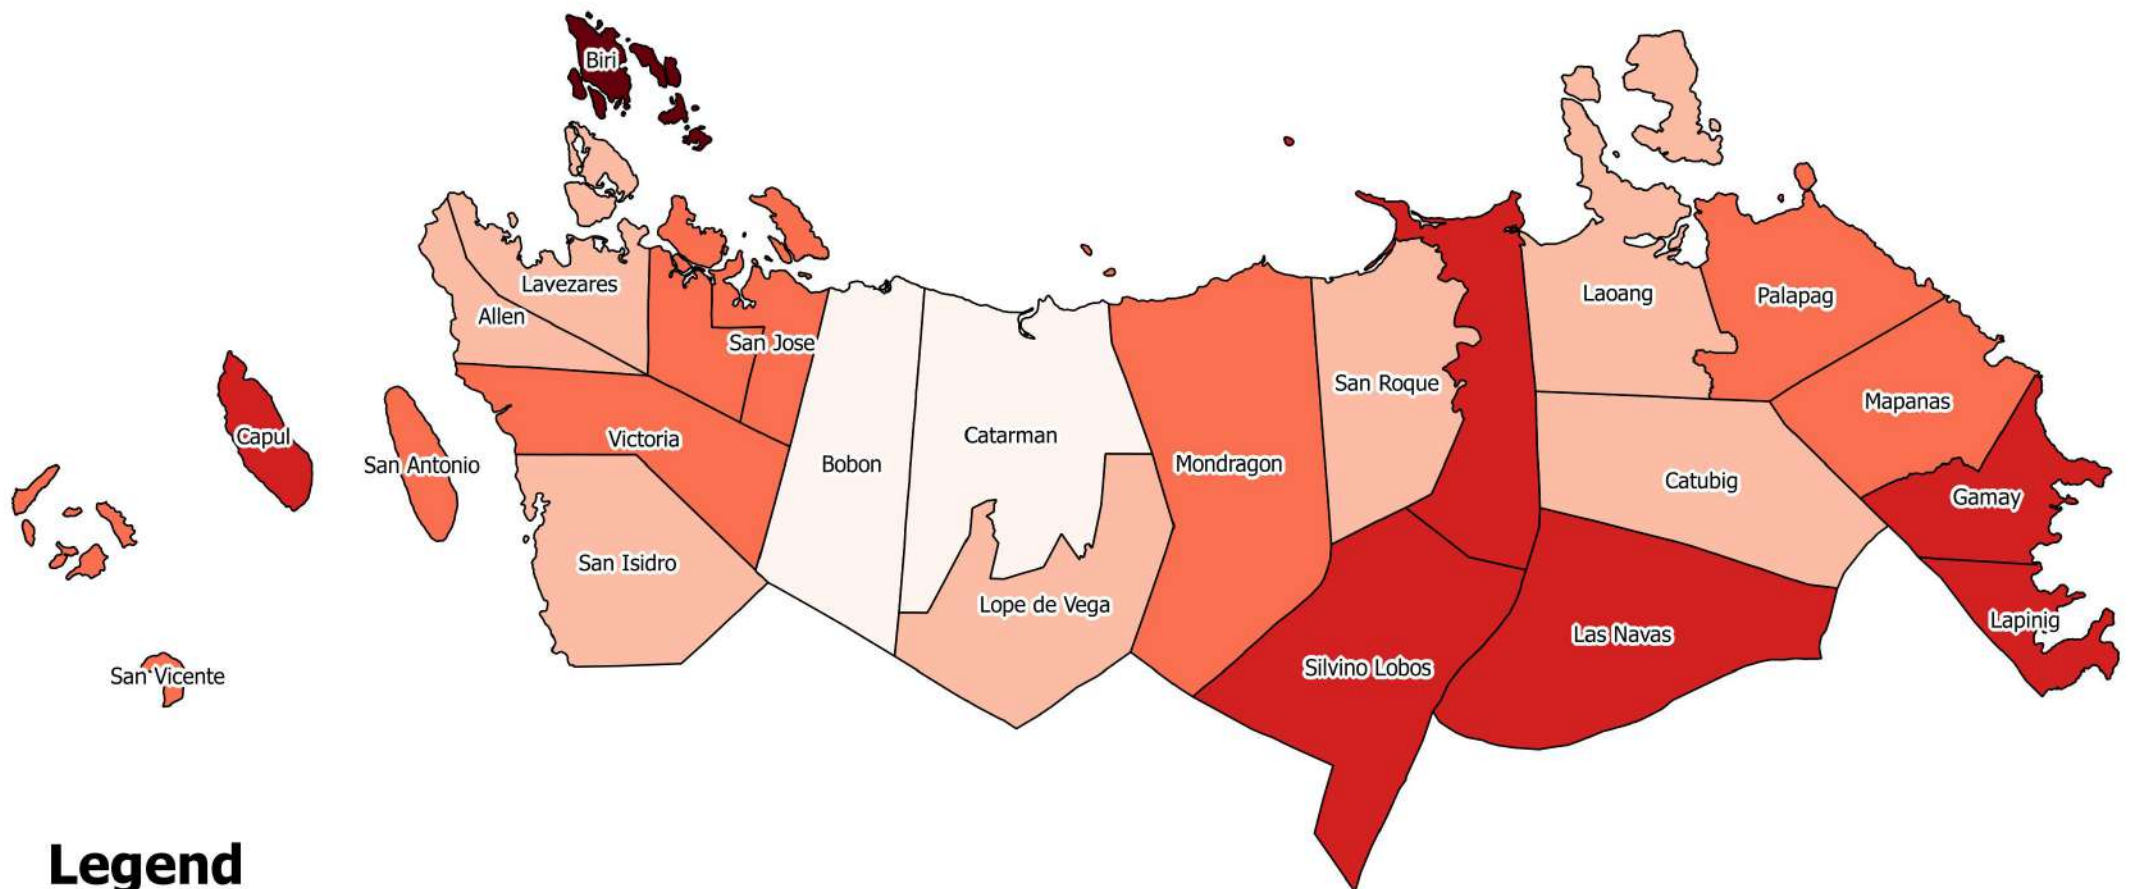 Biri
Lavezares
Allen
San Jose
Laoang
Palapag
San Roque
Mapanas
Capul
Victoria
Catarman
San Antonio
Bobon
Mondragon
Catubig
Gamay
San Isidro
Lope de Vega
Lapinig
Las Navas
Silvino Lobos
San Vicente
Legend